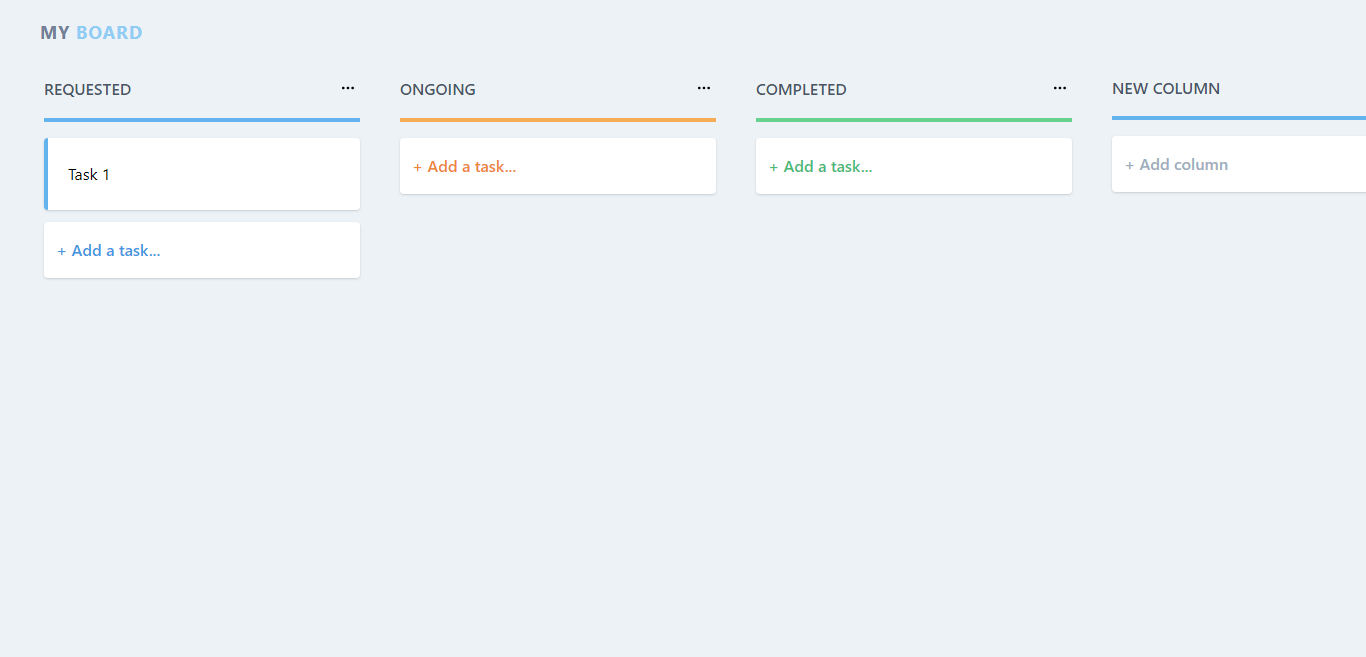 MY BOARD
REQUESTED
Task 1
+ Add a task...
ONGOING
+ Add a task...
COMPLETED
+ Add a task...
NEW COLUMN
+ Add column